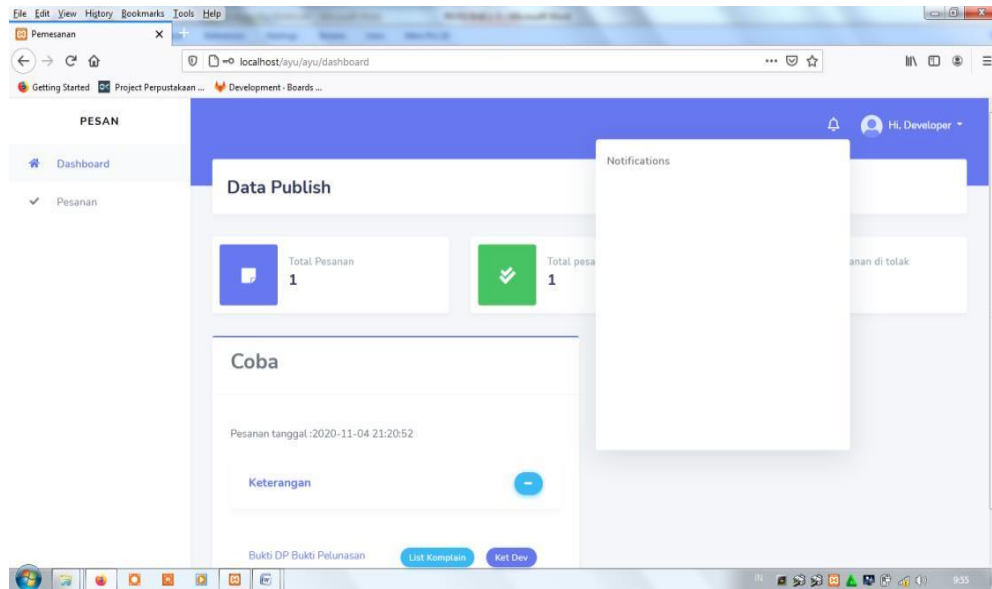 File Edit View History Bookmarks Tools Help
Pemesanan
localhost/ayu/ayu/dashboard
Getting Started Project Perpustakaan ... Development - Boards ...
PESAN
Hi, Developer
Dashboard
Pesanan
Notifications
Data Publish
Total Pesanan
1
Total pesa
1
anan di tolak
Coba
Pesanan tanggal :2020-11-04 21:20:52
Keterangan
Bukti DP Bukti Pelunasan
List Komplain
Ket Dev
IN
9:55